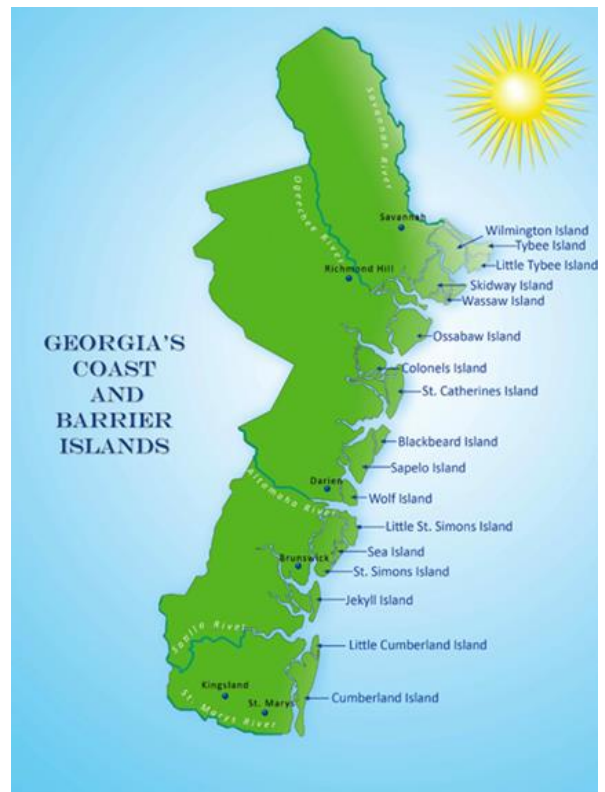 Savannah River
Ogeechee River
Savannah
Wilmington Island
Tybee Island
Little Tybee Island
Richmond Hill
Skidway Island
Wassaw Island
Ossabaw Island
GEORGIA'S
COAST
AND
BARRIER
ISLANDS
Colonels Island
St. Catherines Island
Blackbeard Island
Sapelo Island
Altamaha River
Darien
Wolf Island
Little St. Simons Island
Sea Island
Brunswick
St. Simons Island
Jekyll Island
Satilla River
Little Cumberland Island
Kingsland
St. Marys
Cumberland Island
St. Marys River